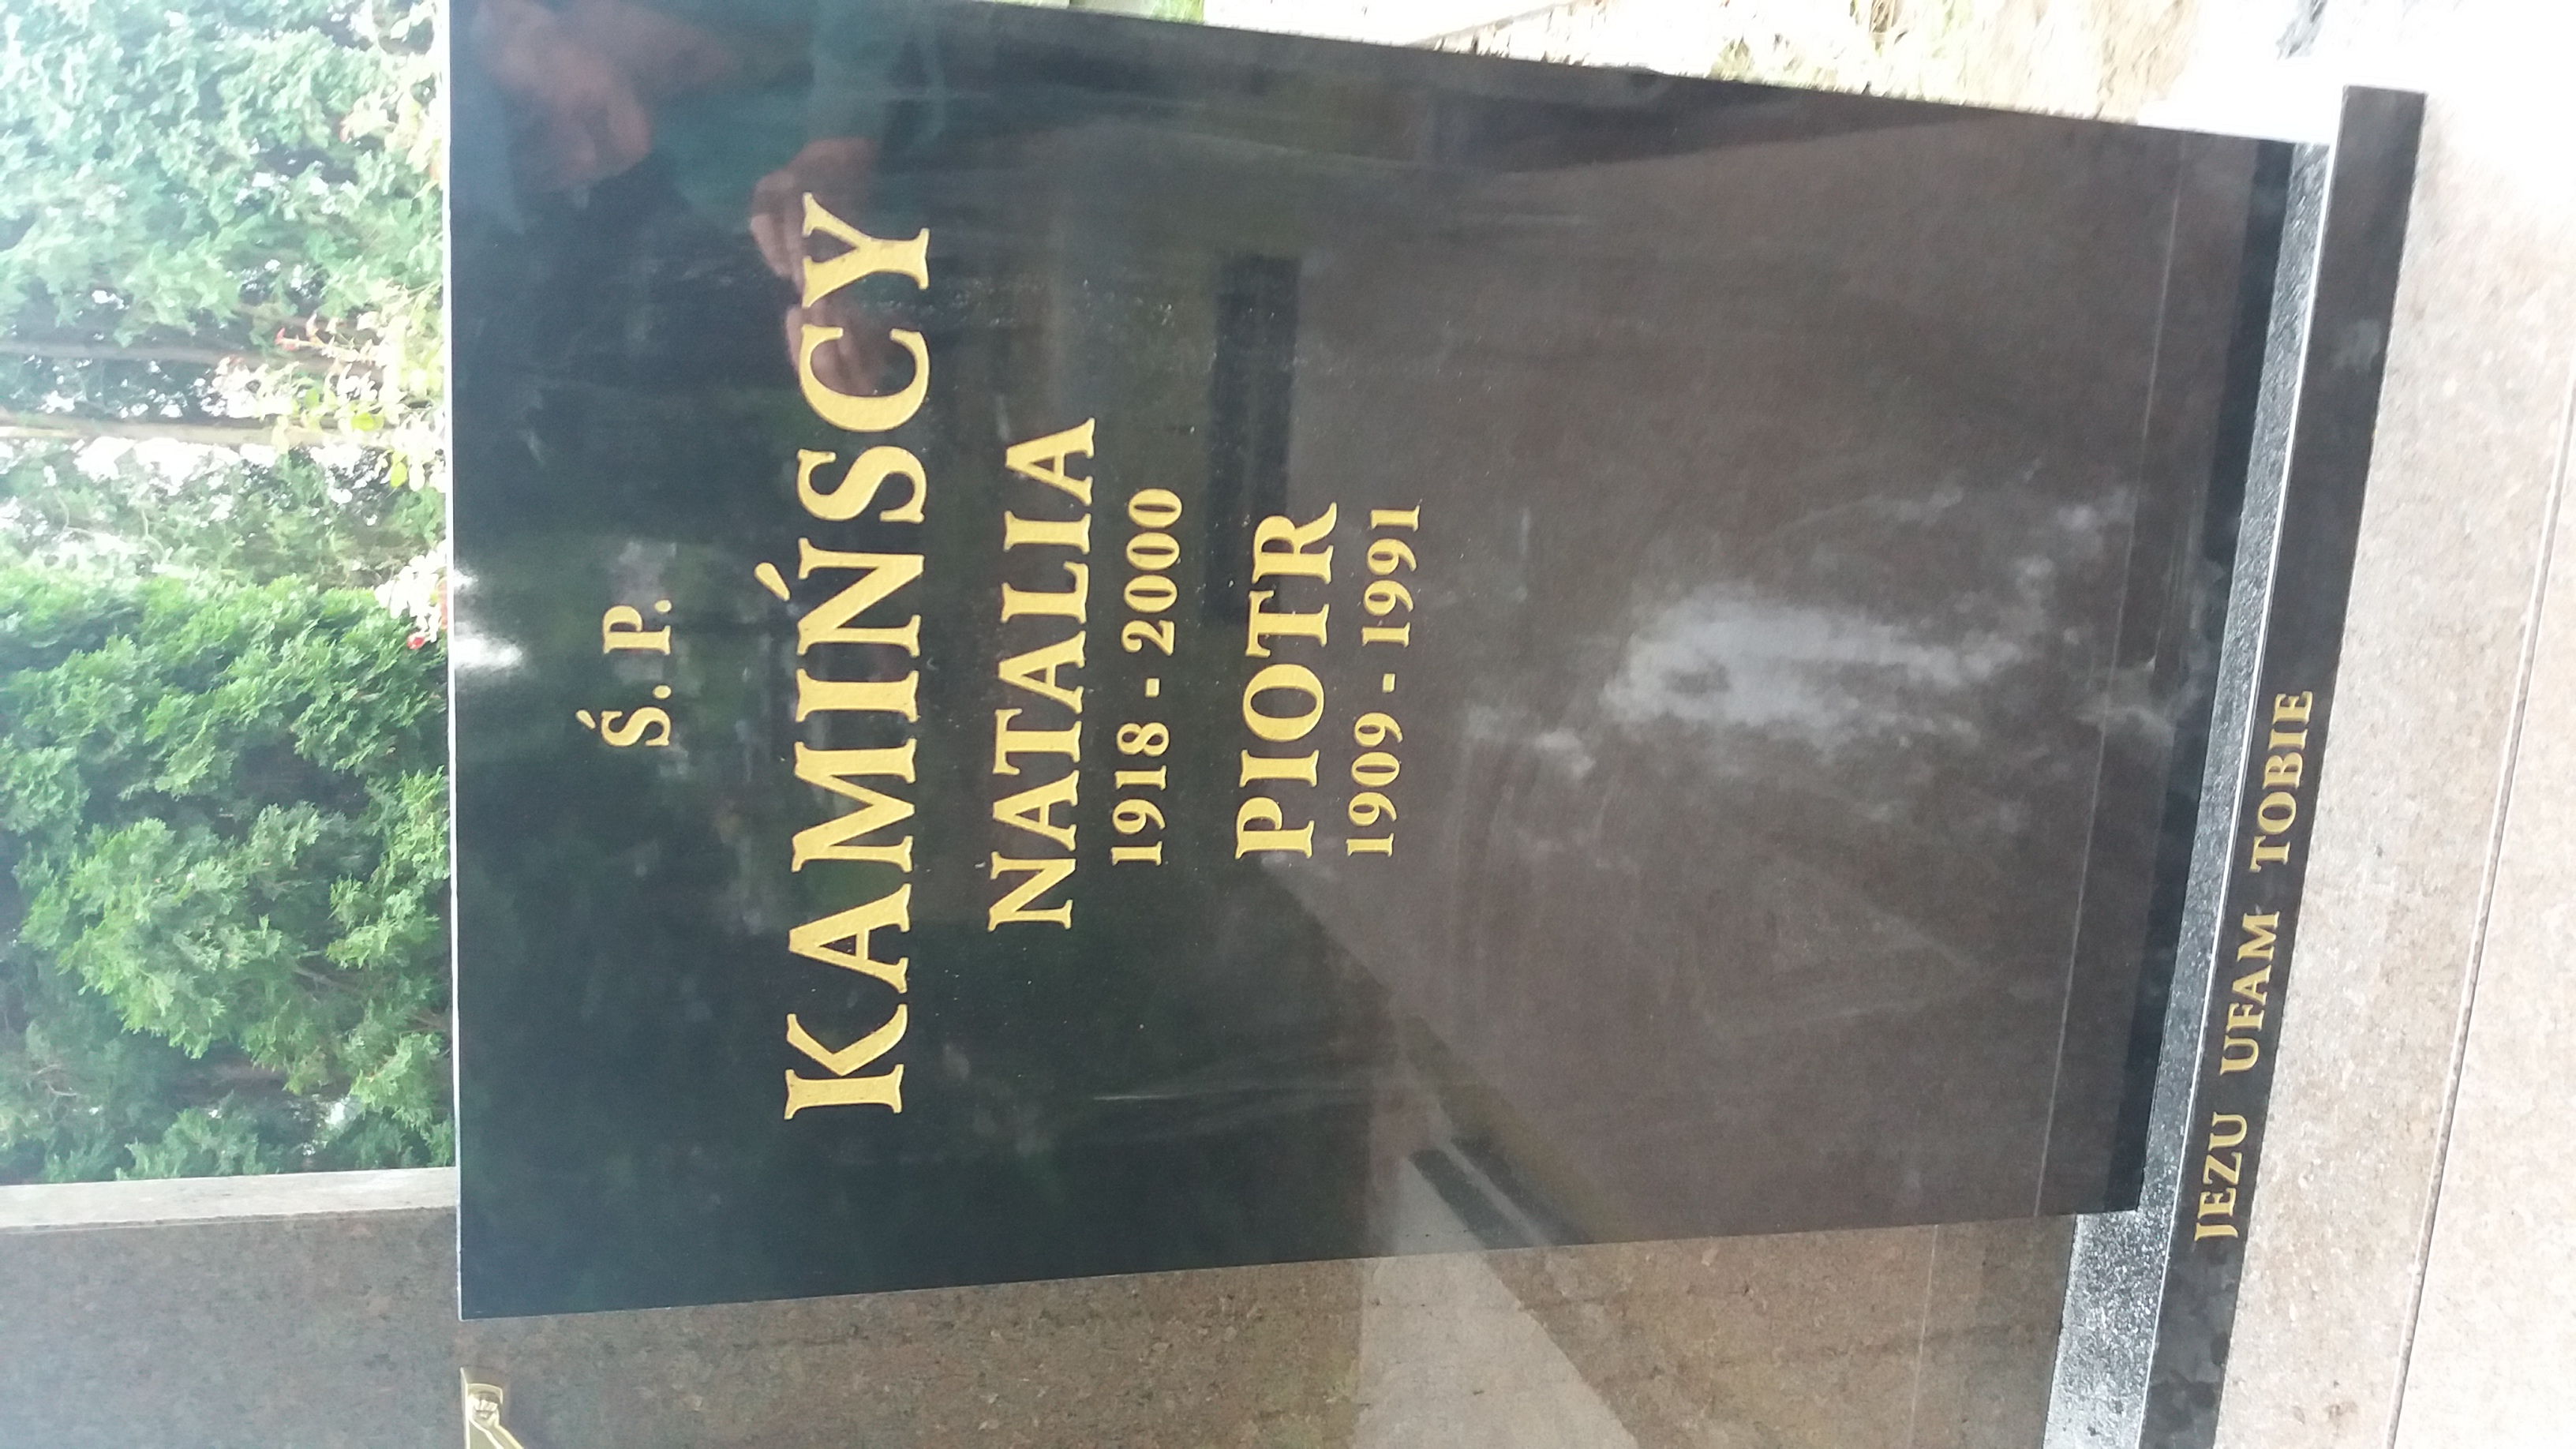 Ś. P.
KAMIŃSCY
NATALIA
1918 - 2000
PIOTR
1909 - 1991
JEZU UFAM TOBIE